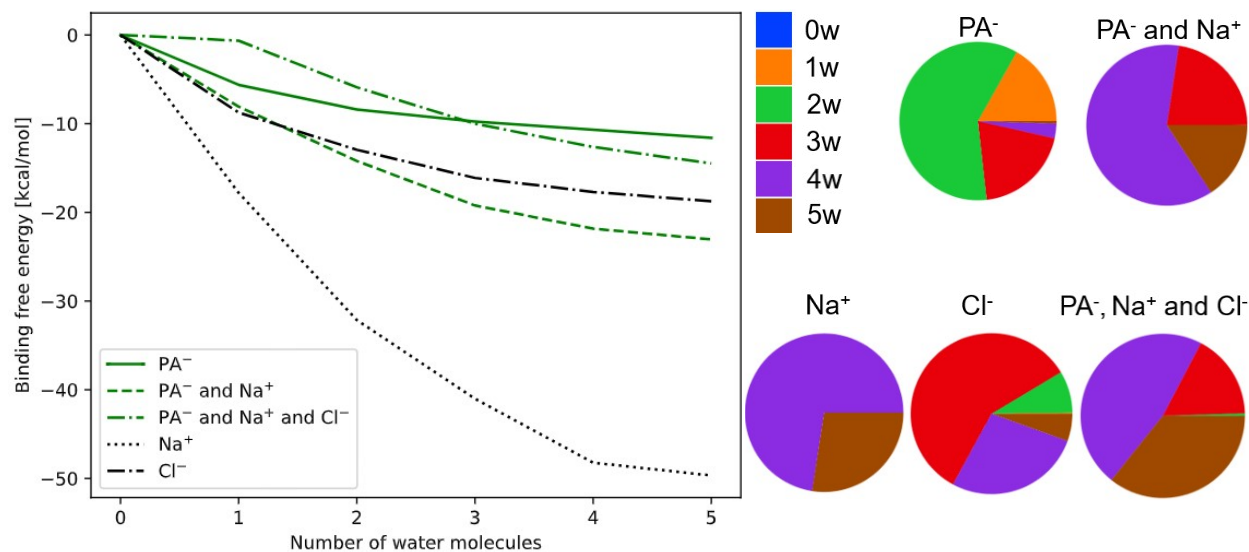 0
−10
−20
−30
−40
−50
Binding free energy [kcal/mol]
PA⁻
PA⁻ and Na⁺
PA⁻ and Na⁺ and Cl⁻
Na⁺
Cl⁻
0 1 2 3 4 5
Number of water molecules
0w
1w
2w
3w
4w
5w
PA⁻
PA⁻ and Na⁺
Na⁺
Cl⁻
PA⁻, Na⁺ and Cl⁻